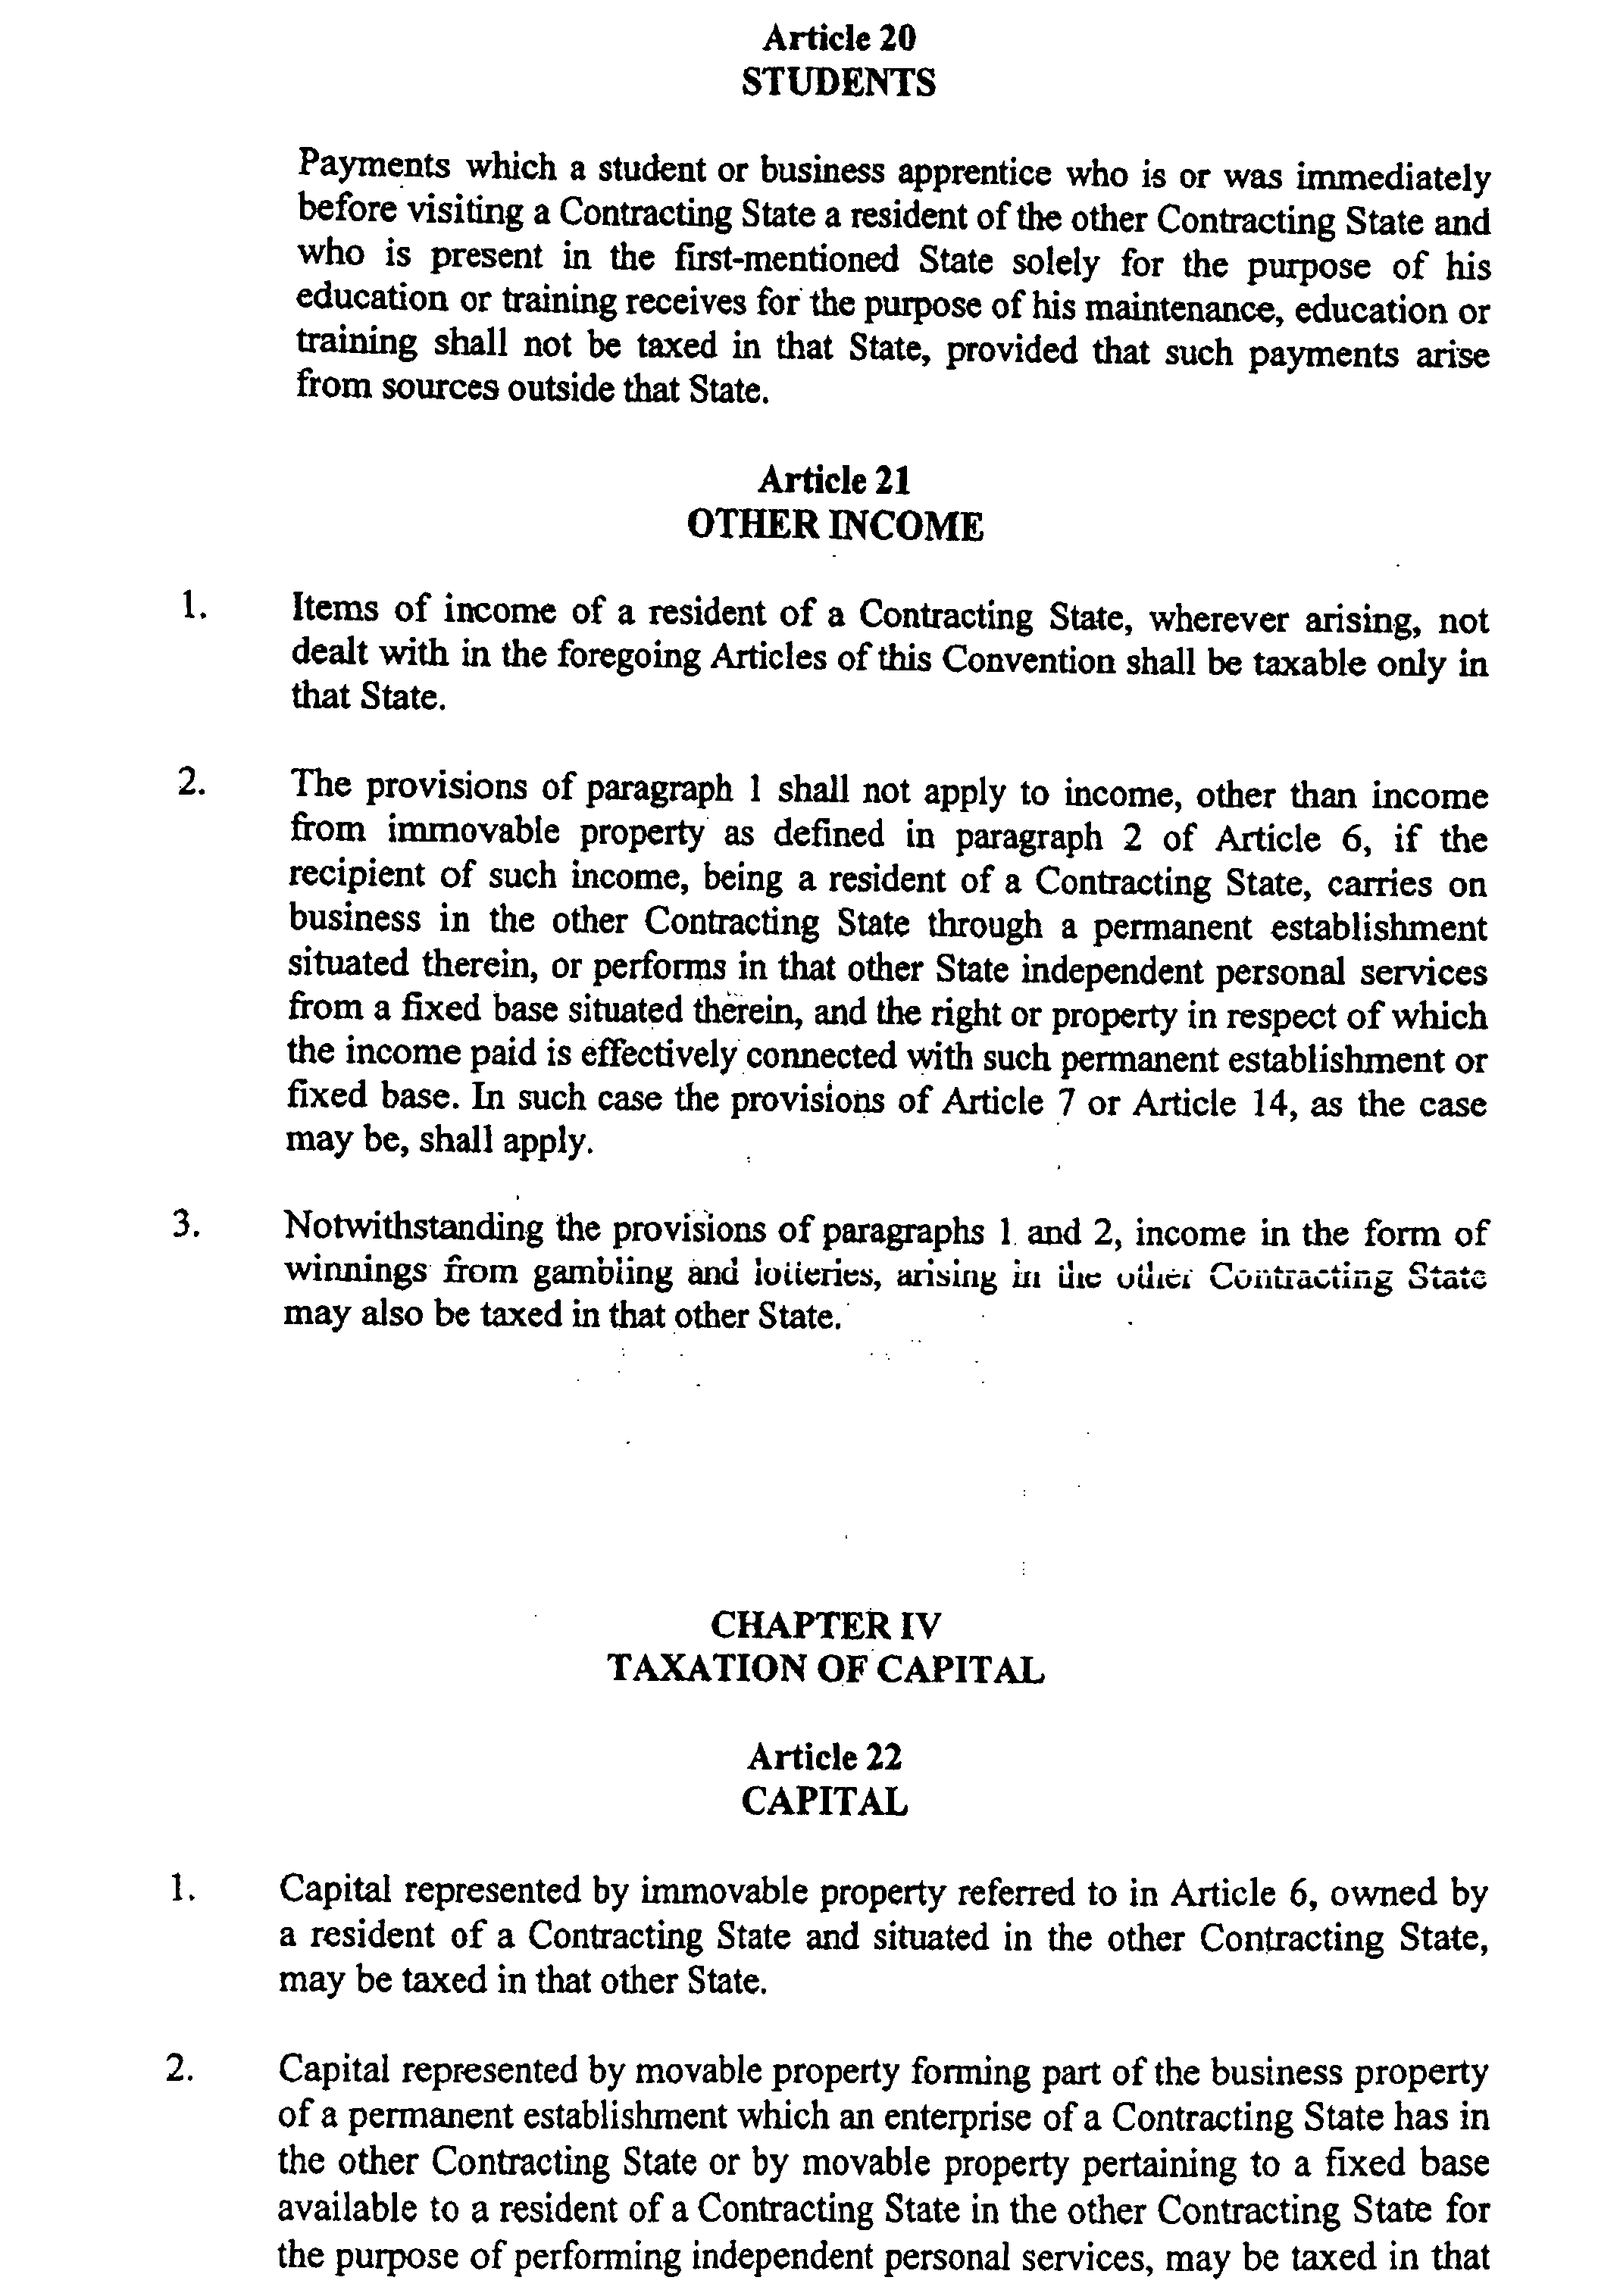 Article 20
STUDENTS
Payments which a student or business apprentice who is or was immediately
before visiting a Contracting State a resident of the other Contracting State and
who is present in the first-mentioned State solely for the purpose of his
education or training receives for the purpose of his maintenance, education or
training shall not be taxed in that State, provided that such payments arise
from sources outside that State.
Article 21
OTHER INCOME
1. Items of income of a resident of a Contracting State, wherever arising, not
dealt with in the foregoing Articles of this Convention shall be taxable only in
that State.
2. The provisions of paragraph 1 shall not apply to income, other than income
from immovable property as defined in paragraph 2 of Article 6, if the
recipient of such income, being a resident of a Contracting State, carries on
business in the other Contracting State through a permanent establishment
situated therein, or performs in that other State independent personal services
from a fixed base situated therein, and the right or property in respect of which
the income paid is effectively connected with such permanent establishment or
fixed base. In such case the provisions of Article 7 or Article 14, as the case
may be, shall apply.
3. Notwithstanding the provisions of paragraphs 1 and 2, income in the form of
winnings from gambling and lotteries, arising in the other Contracting State
may also be taxed in that other State.
CHAPTER IV
TAXATION OF CAPITAL
Article 22
CAPITAL
1. Capital represented by immovable property referred to in Article 6, owned by
a resident of a Contracting State and situated in the other Contracting State,
may be taxed in that other State.
2. Capital represented by movable property forming part of the business property
of a permanent establishment which an enterprise of a Contracting State has in
the other Contracting State or by movable property pertaining to a fixed base
available to a resident of a Contracting State in the other Contracting State for
the purpose of performing independent personal services, may be taxed in that